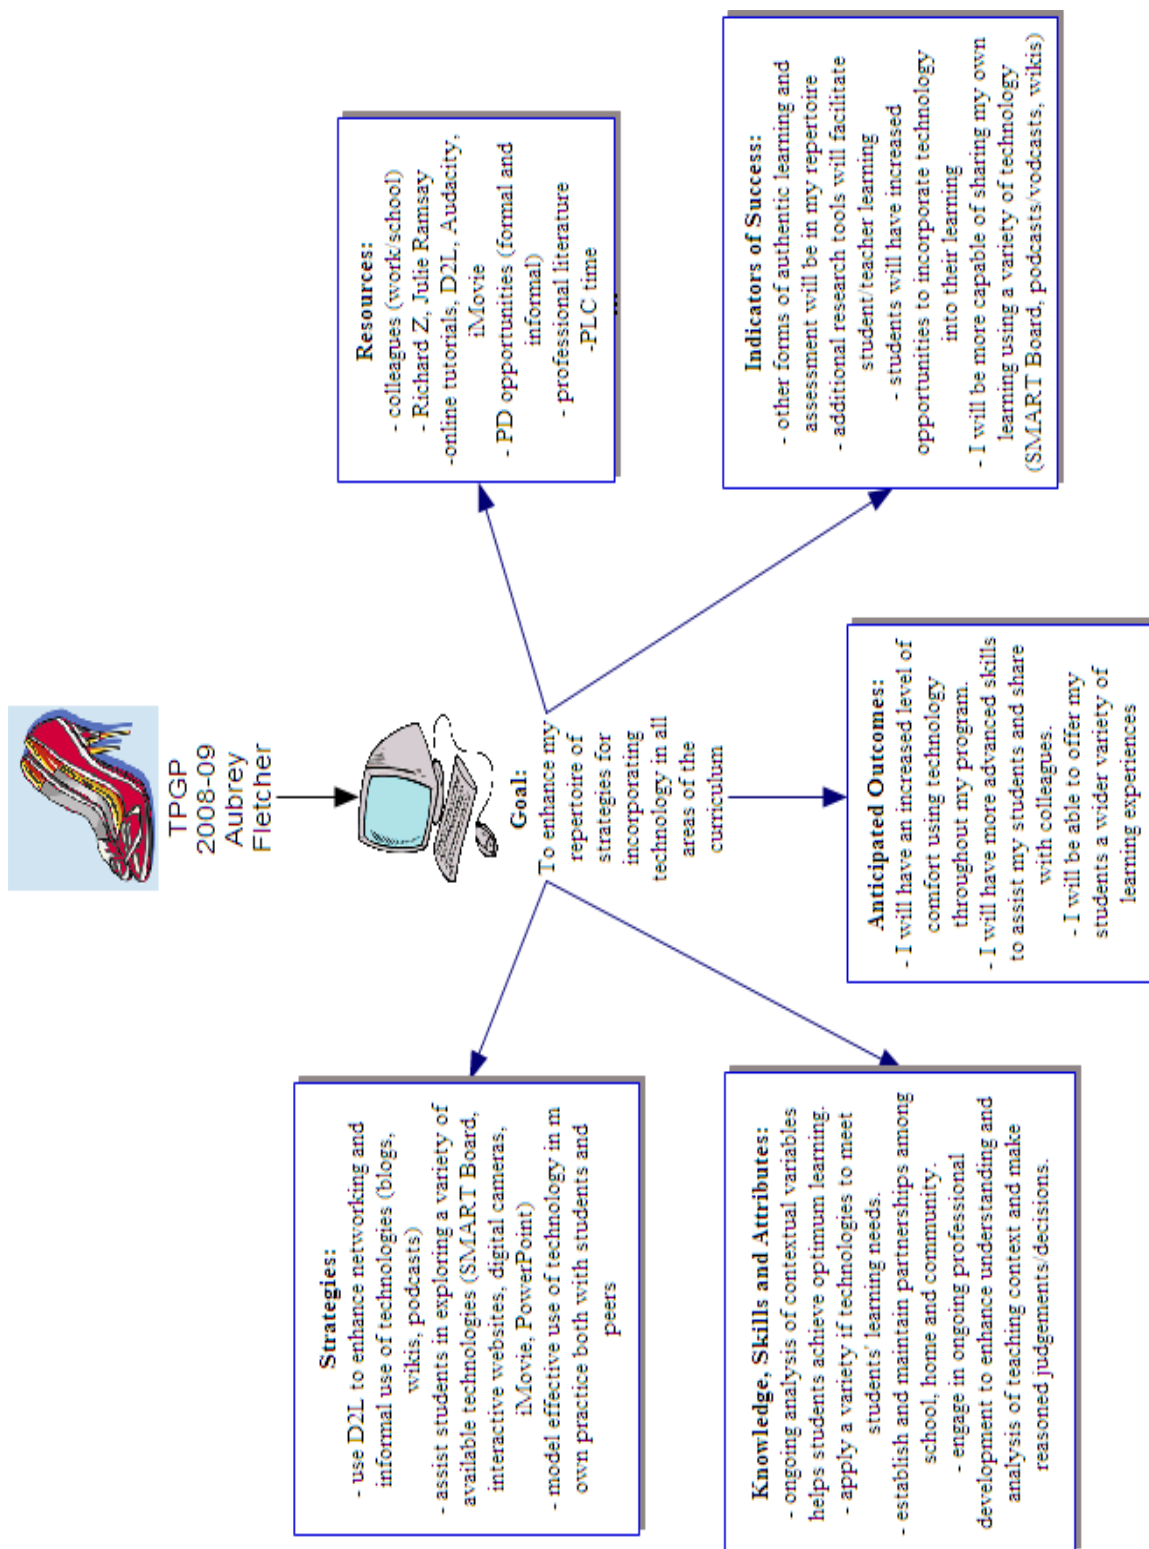 TPGP
2008-09
Aubrey
Fletcher
Goal:
To enhance my
repertoire of
strategies for
incorporating
technology in all
areas of the
curriculum
Strategies:
- use D2L to enhance networking and
informal use of technologies (blogs,
wikis, podcasts)
- assist students in exploring a variety of
available technologies (SMART Board,
interactive websites, digital cameras,
iMovie, PowerPoint)
- model effective use of technology in m
own practice both with students and
peers
Resources:
- colleagues (work/school)
- Richard Z, Julie Ramsay
-online tutorials, D2L, Audacity,
iMovie
- PD opportunities (formal and
informal)
- professional literature
-PLC time
...
Knowledge, Skills and Attributes:
- ongoing analysis of contextual variables
helps students achieve optimum learning.
- apply a variety if technologies to meet
students' learning needs.
- establish and maintain partnerships among
school, home and community.
- engage in ongoing professional
development to enhance understanding and
analysis of teaching context and make
reasoned judgements/decisions.
Anticipated Outcomes:
- I will have an increased level of
comfort using technology
throughout my program.
- I will have more advanced skills
to assist my students and share
with colleagues.
- I will be able to offer my
students a wider variety of
learning experiences
Indicators of Success:
- other forms of authentic learning and
assessment will be in my repertoire
- additional research tools will facilitate
student/teacher learning
- students will have increased
opportunities to incorporate technology
into their learning
- I will be more capable of sharing my own
learning using a variety of technology
(SMART Board, podcasts/vodcasts, wikis)